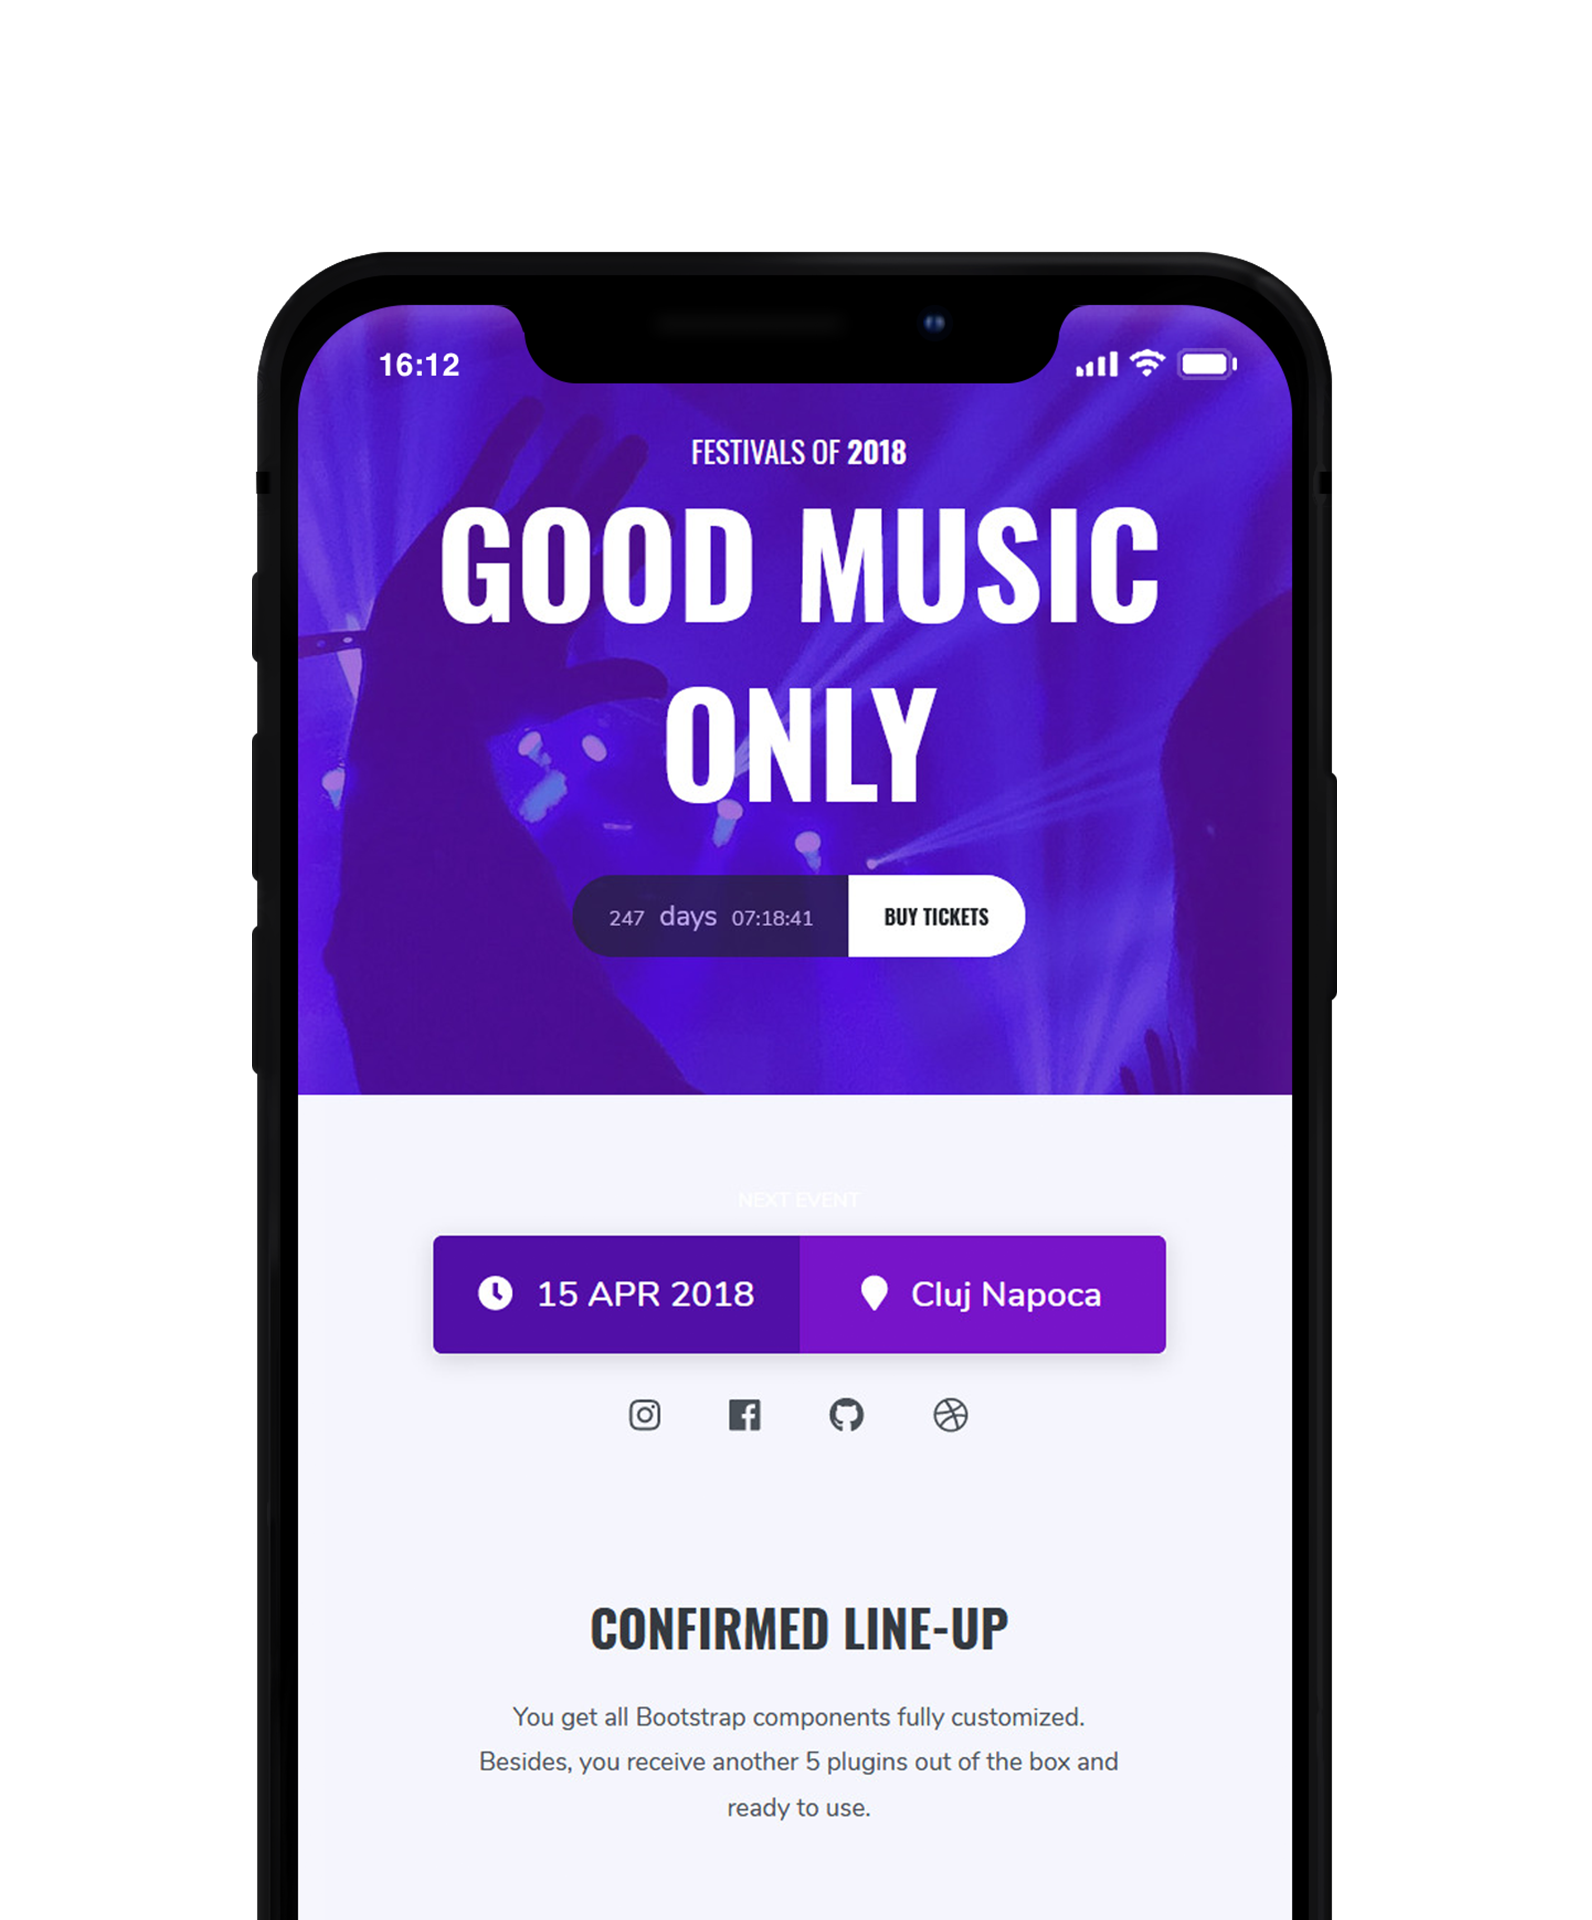 16:12
FESTIVALS OF 2018
GOOD MUSIC
ONLY
247 days 07:18:41
BUY TICKETS
NEXT EVENT
15 APR 2018
Cluj Napoca
CONFIRMED LINE-UP
You get all Bootstrap components fully customized.
Besides, you receive another 5 plugins out of the box and
ready to use.